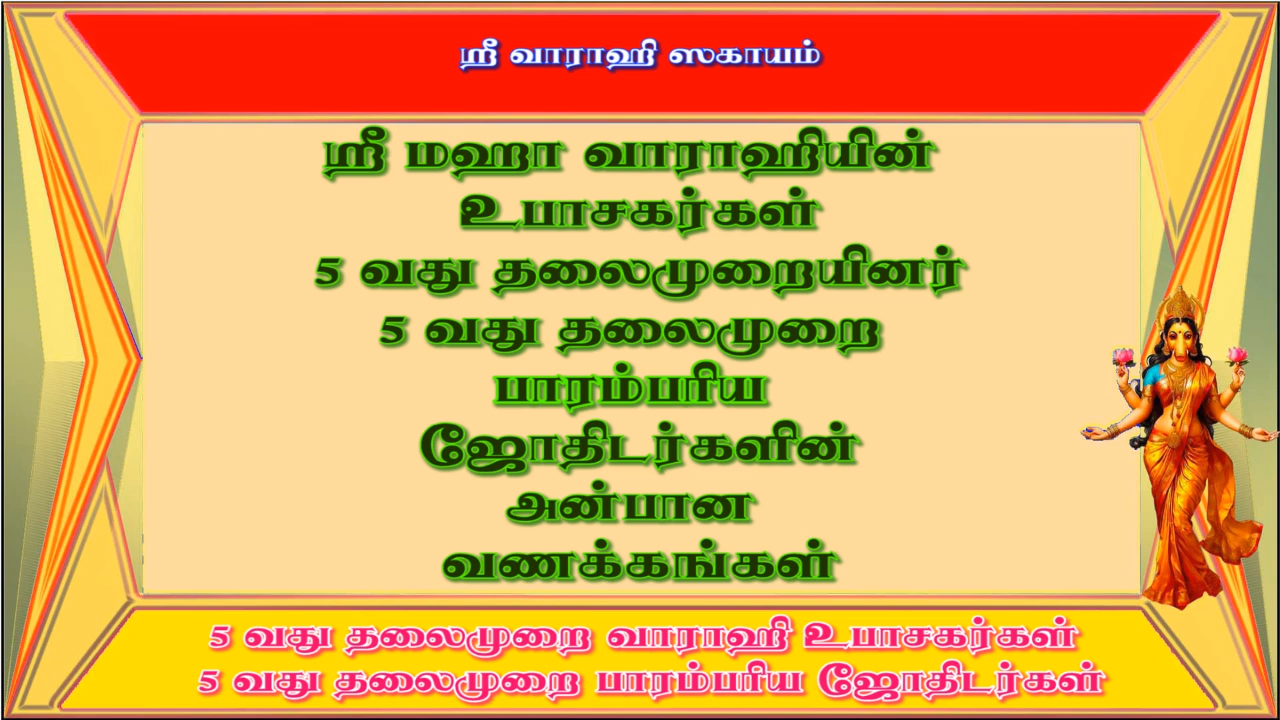 ஸ்ரீ வாராஹி ஸகாயம்
ஸ்ரீ மஹா வாராஹியின்
உபாசகர்கள்
5 வது தலைமுறையினர்
5 வது தலைமுறை
பாரம்பரிய
ஜோதிடர்களின்
அன்பான
வணக்கங்கள்
5 வது தலைமுறை வாராஹி உபாசகர்கள்
5 வது தலைமுறை பாரம்பரிய ஜோதிடர்கள்